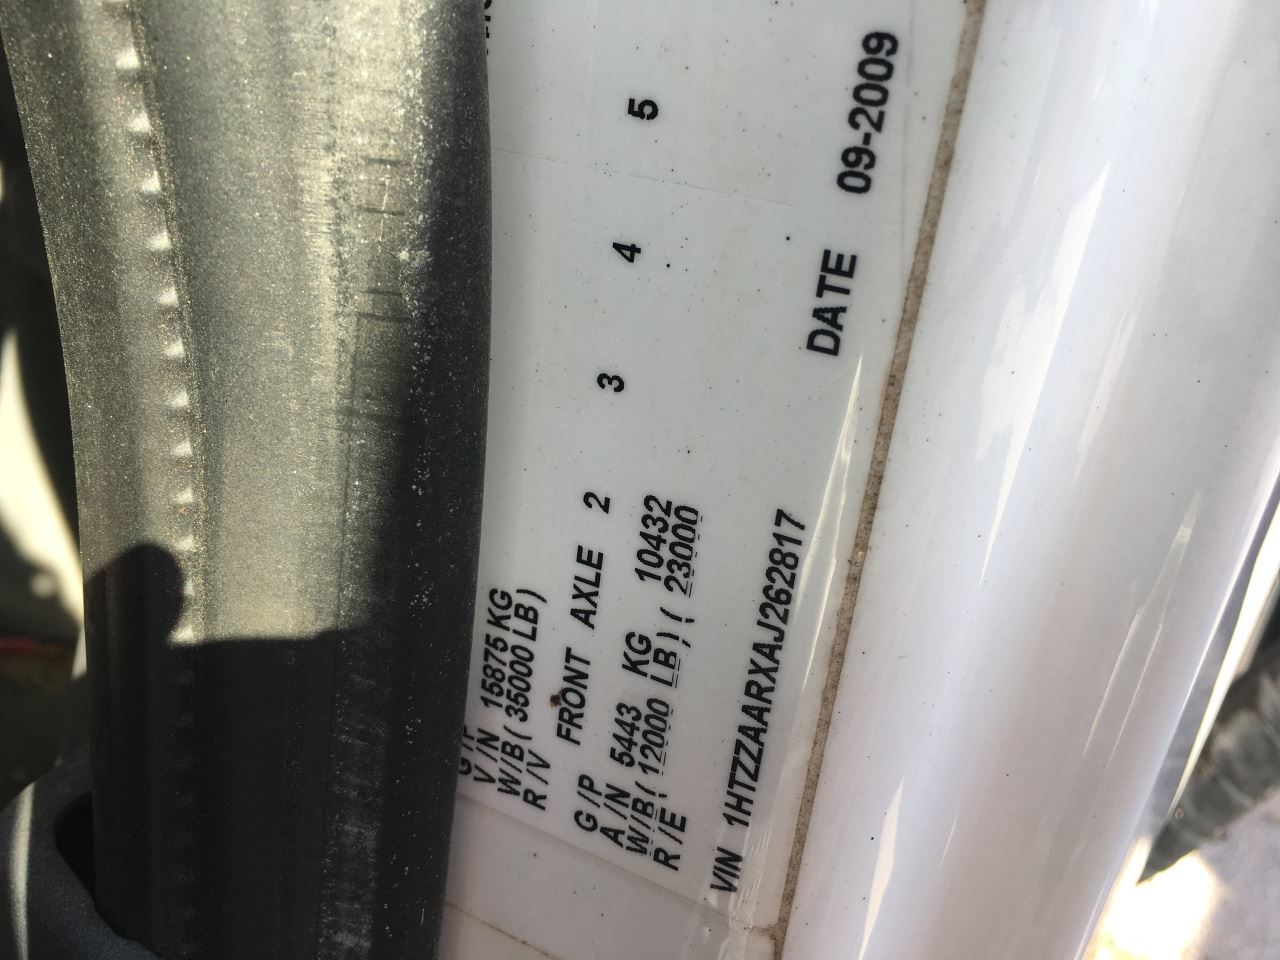 G/P
V/N 15875 KG
W/B ( 35000 LB )
R/V
FRONT AXLE 2 3 4 5
G/P
A/N 5443 KG 10432
W/B ( 12000 LB ) ( 23000
R/E
VIN 1HTZZAARXAJ262817 DATE 09-2009